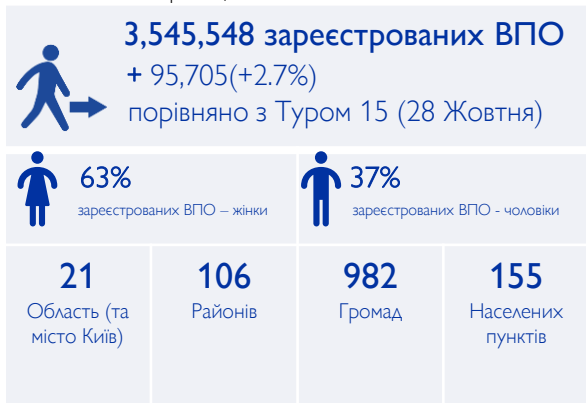 3,545,548 зареєстрованих ВПО
+ 95,705(+2.7%)
порівняно з Туром 15 (28 Жовтня)
63%
зареєстрованих ВПО – жінки
37%
зареєстрованих ВПО - чоловіки
21
Область (та
місто Київ)
106
Районів
982
Громад
155
Населених
пунктів